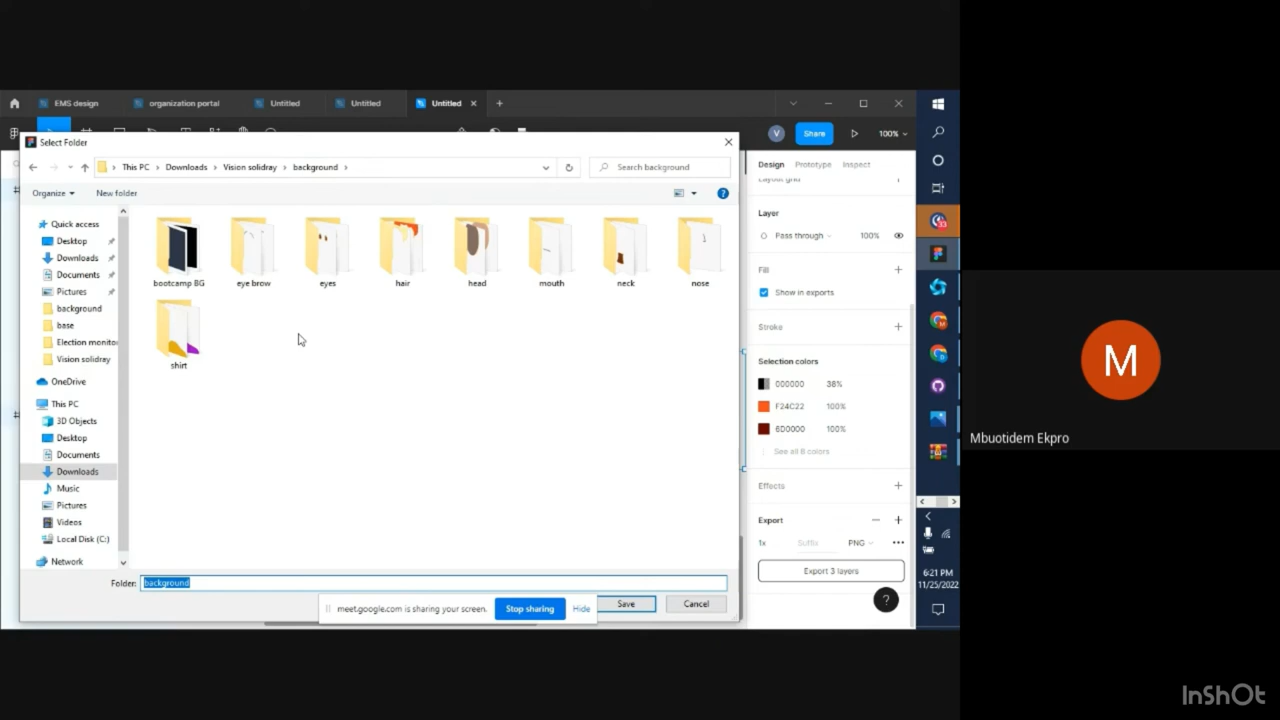 EMS design
organization portal
Untitled
Untitled
Untitled
Select Folder
V
Share
100%
This PC
Downloads
Vision solidray
background
Search background
Design
Prototype
Inspect
Layout grid
Organize
New folder
Quick access
Desktop
Downloads
Documents
Pictures
background
base
Election monito
Vision solidray
OneDrive
This PC
3D Objects
Desktop
Documents
Downloads
Music
Pictures
Videos
Local Disk (C:)
Network
bootcamp BG
eye brow
eyes
hair
head
mouth
neck
nose
shirt
Layer
Pass through
100%
Fill
Show in exports
Stroke
Selection colors
000000
38%
F24C22
100%
6D0000
100%
See all 8 colors
Effects
Export
1x
Suffix
PNG
Export 3 layers
Folder:
background
meet.google.com is sharing your screen.
Stop sharing
Hide
Save
Cancel
?
6:21 PM
11/25/2022
M
Mbuotidem Ekpro
InShOt